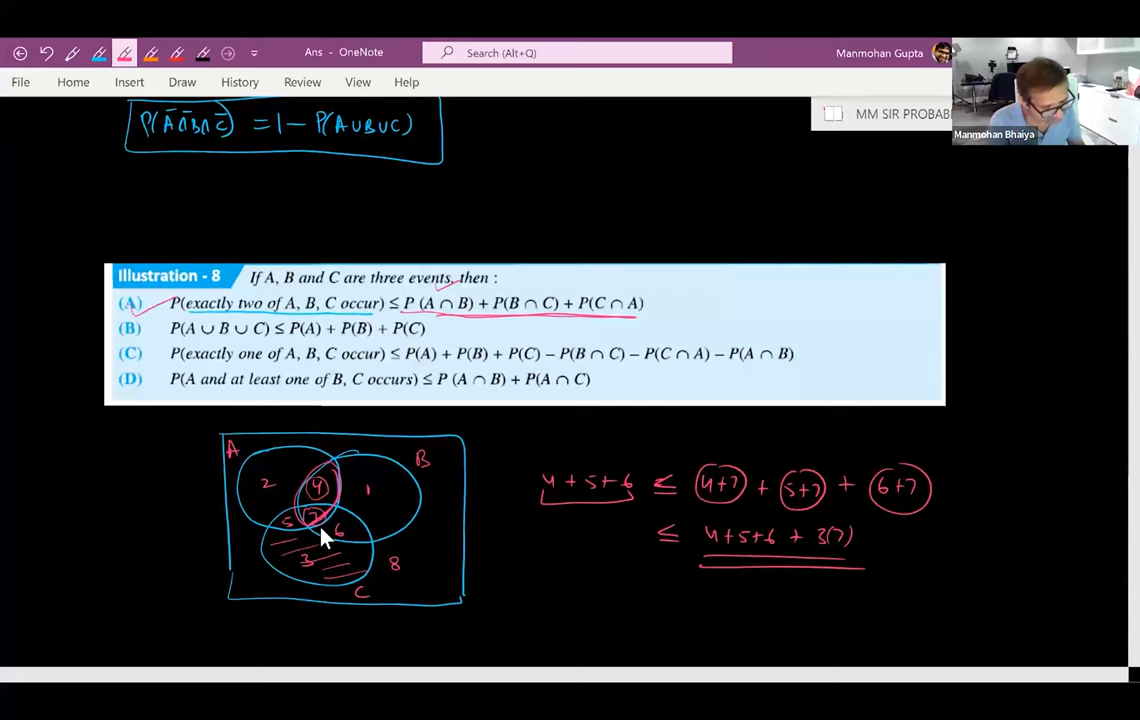 Ans - OneNote
Search (Alt+Q)
Manmohan Gupta
File Home Insert Draw History View Help
MM SIR PROBAB
Manmohan Bhaiya
P(A̅∩B̅∩C̅) = 1 − P(A∪B∪C)
Illustration - 8 If A, B and C are three events, then :
(A) P(exactly two of A, B, C occur) ≤ P (A ∩ B) + P(B ∩ C) + P(C ∩ A)
(B) P(A ∪ B ∪ C) ≤ P(A) + P(B) + P(C)
(C) P(exactly one of A, B, C occur) ≤ P(A) + P(B) + P(C) − P(B ∩ C) − P(C ∩ A) − P(A ∩ B)
(D) P(A and at least one of B, C occurs) ≤ P (A ∩ B) + P(A ∩ C)
A
B
2 4 1
5 7 6
3 8
C
4+5+6 ≤ (4+7) + (5+7) + (6+7)
≤ 4+5+6 + 3(7)